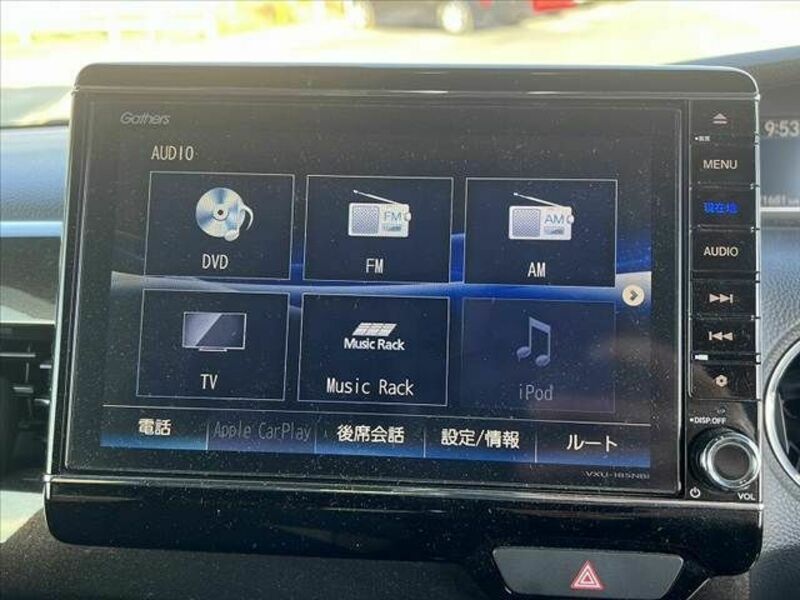 Gathers
AUDIO
DVD
FM
FM
AM
AM
TV
Music Rack
Music Rack
iPod
電話
Apple CarPlay
後席会話
設定/情報
ルート
VXU-185NBi
MENU
現在地
AUDIO
DISP.OFF
VOL
9:53